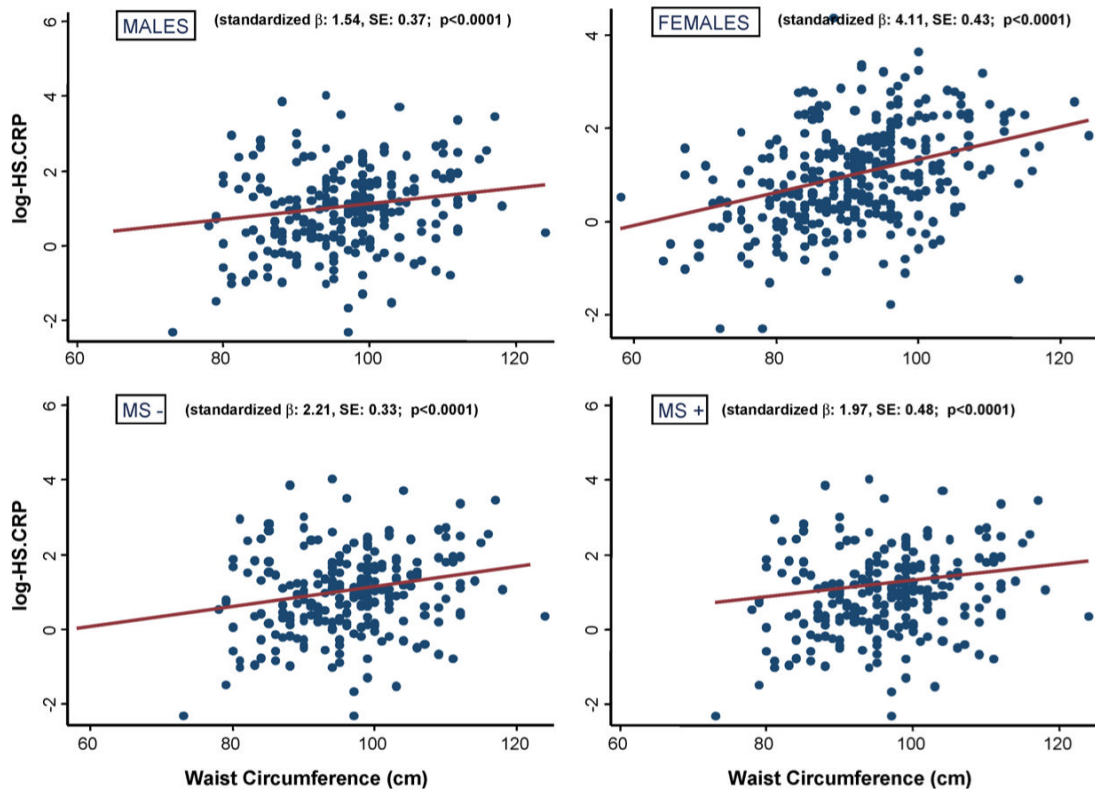 MALES (standardized β: 1.54, SE: 0.37; p<0.0001 )
6
4
2
0
-2
log-HS.CRP
60 80 100 120
FEMALES (standardized β: 4.11, SE: 0.43; p<0.0001)
4
2
0
-2
60 80 100 120
MS - (standardized β: 2.21, SE: 0.33; p<0.0001)
6
4
2
0
-2
log-HS.CRP
60 80 100 120
Waist Circumference (cm)
MS + (standardized β: 1.97, SE: 0.48; p<0.0001)
6
4
2
0
-2
60 80 100 120
Waist Circumference (cm)